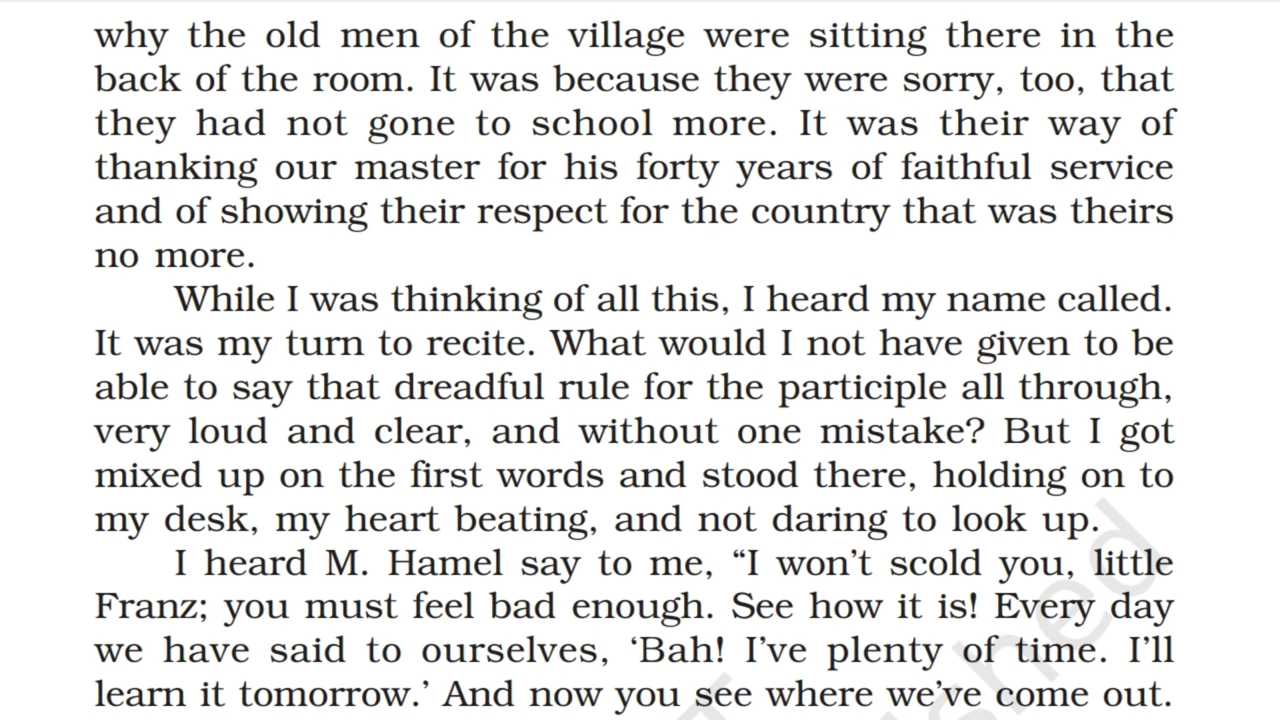 why the old men of the village were sitting there in the
back of the room. It was because they were sorry, too, that
they had not gone to school more. It was their way of
thanking our master for his forty years of faithful service
and of showing their respect for the country that was theirs
no more.
While I was thinking of all this, I heard my name called.
It was my turn to recite. What would I not have given to be
able to say that dreadful rule for the participle all through,
very loud and clear, and without one mistake? But I got
mixed up on the first words and stood there, holding on to
my desk, my heart beating, and not daring to look up.
I heard M. Hamel say to me, “I won’t scold you, little
Franz; you must feel bad enough. See how it is! Every day
we have said to ourselves, ‘Bah! I’ve plenty of time. I’ll
learn it tomorrow.’ And now you see where we’ve come out.